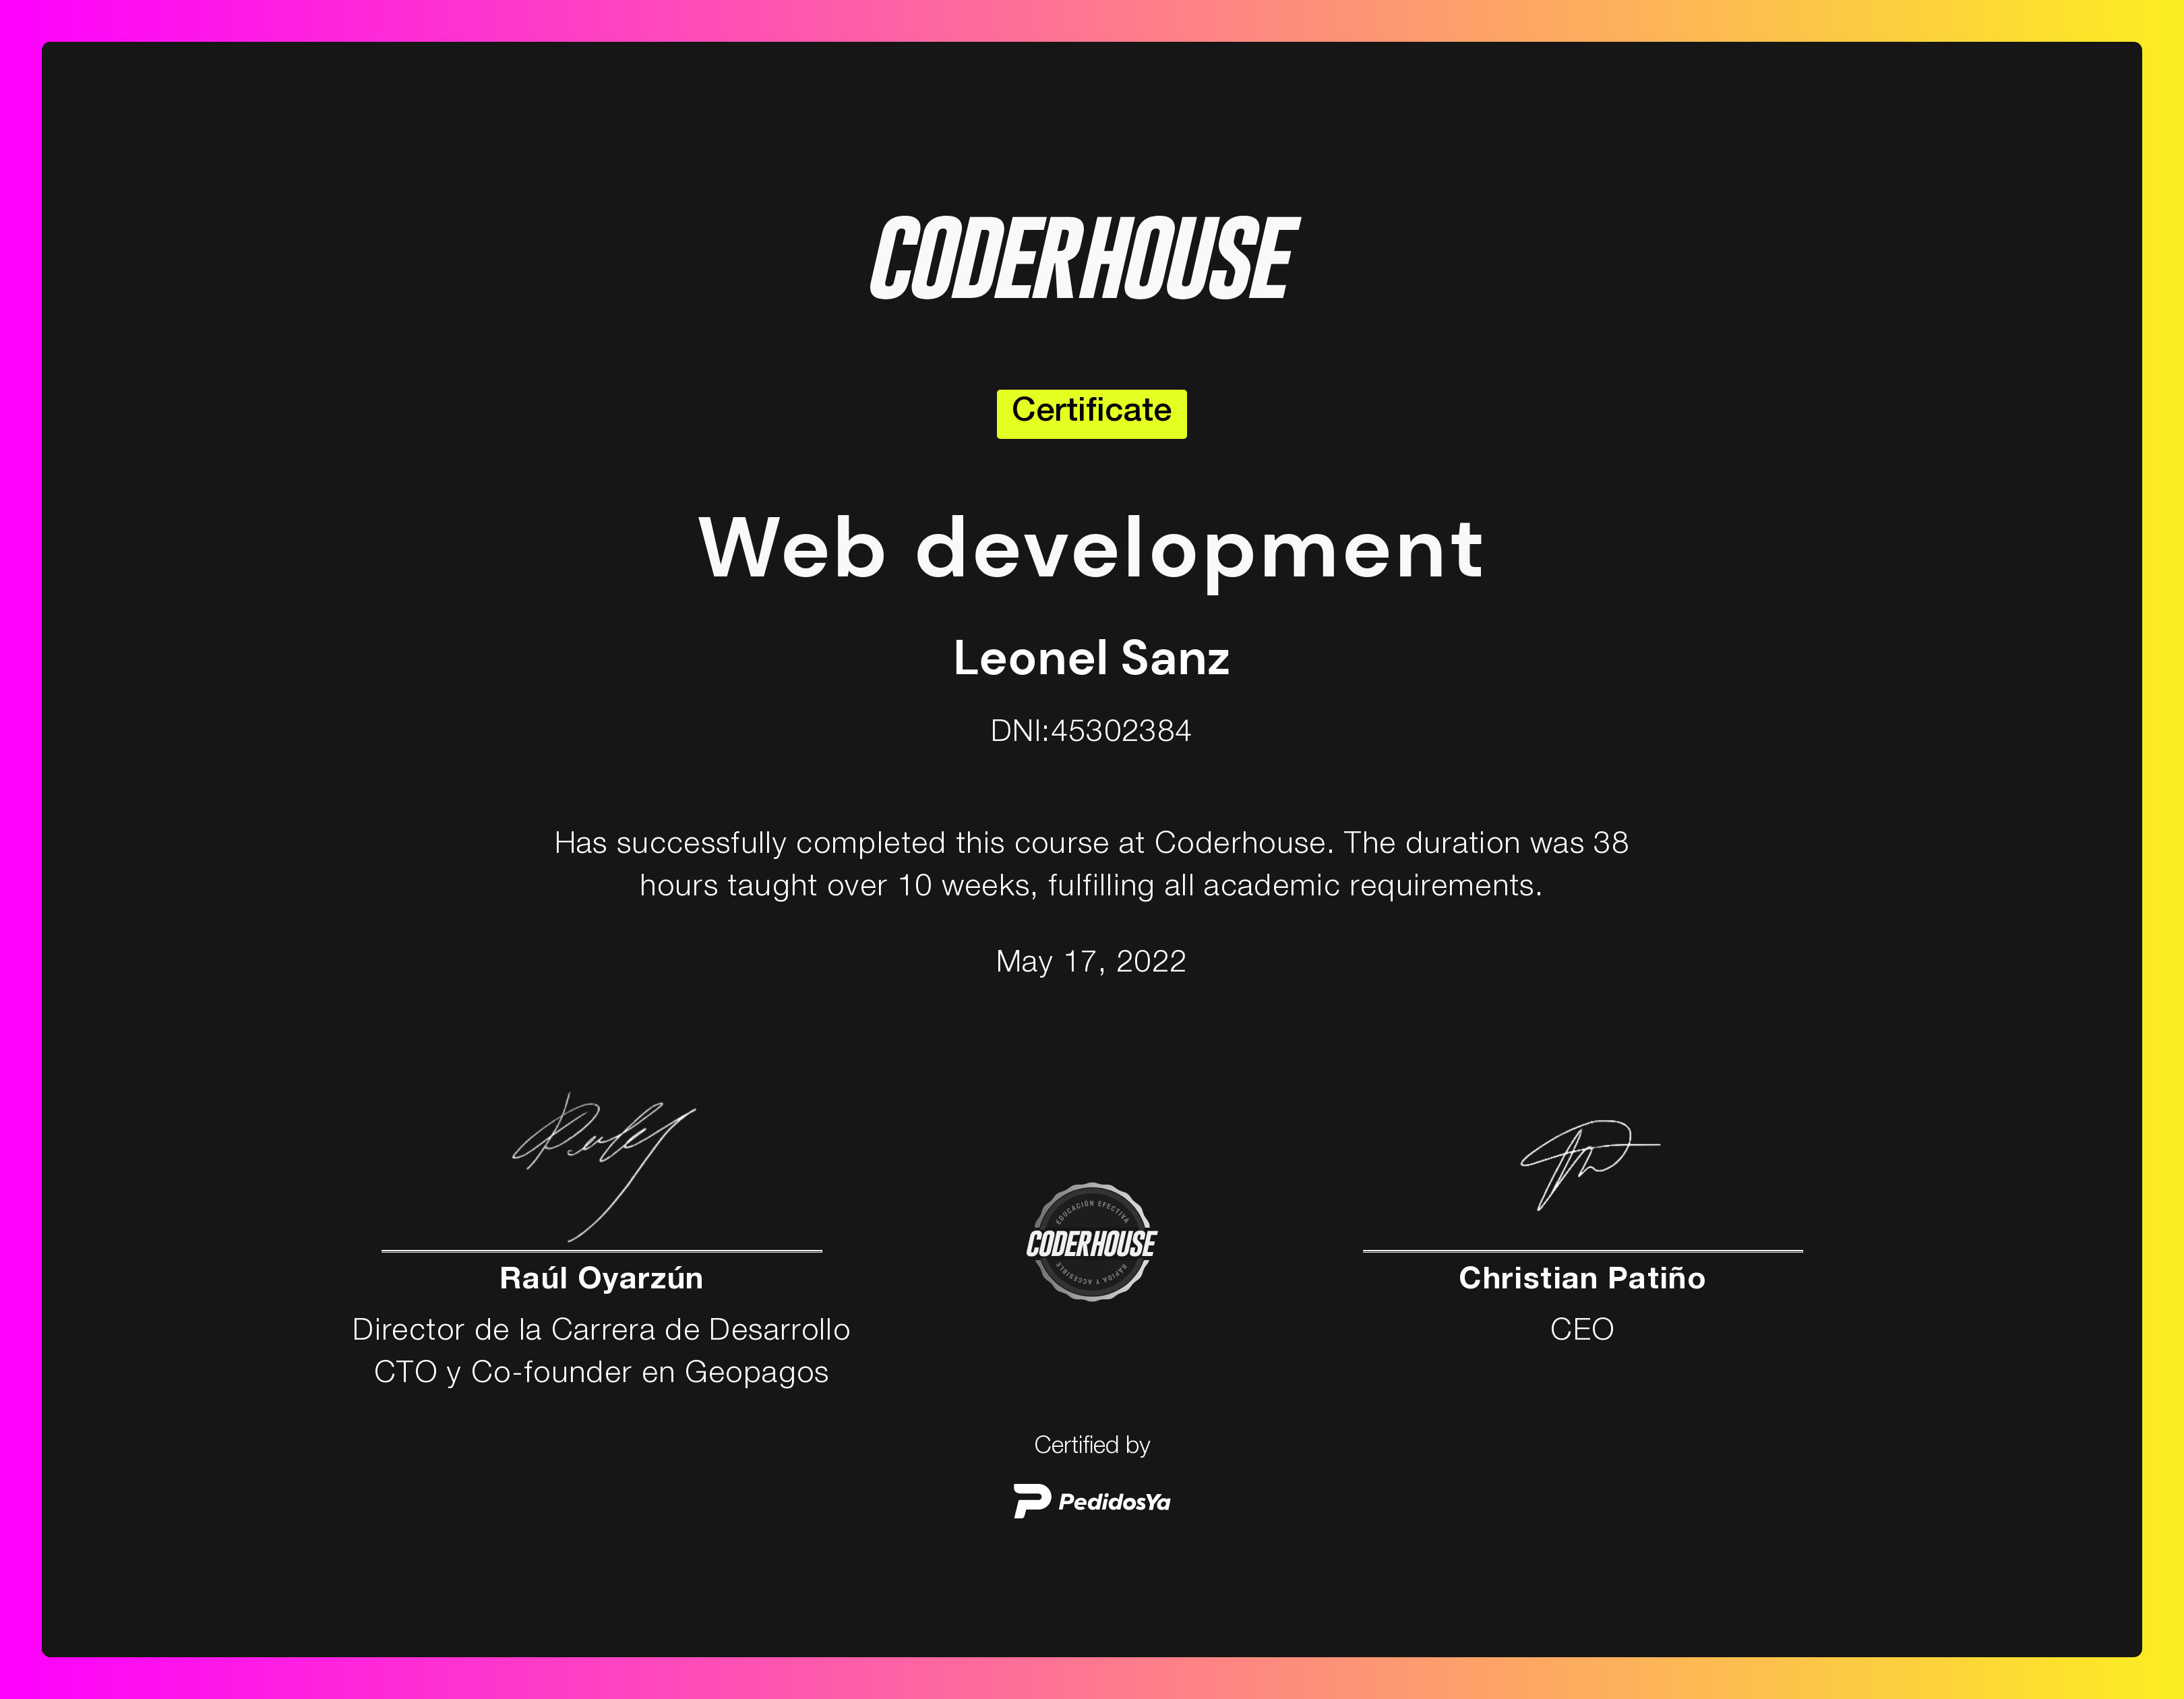 CODERHOUSE
Certificate
Web development
Leonel Sanz
DNI:45302384
Has successfully completed this course at Coderhouse. The duration was 38
hours taught over 10 weeks, fulfilling all academic requirements.
May 17, 2022
Raúl Oyarzún
Director de la Carrera de Desarrollo
CTO y Co-founder en Geopagos
EDUCACIÓN EFECTIVA
CODERHOUSE
RÁPIDA Y ACCESIBLE
Christian Patiño
CEO
Certified by
PedidosYa